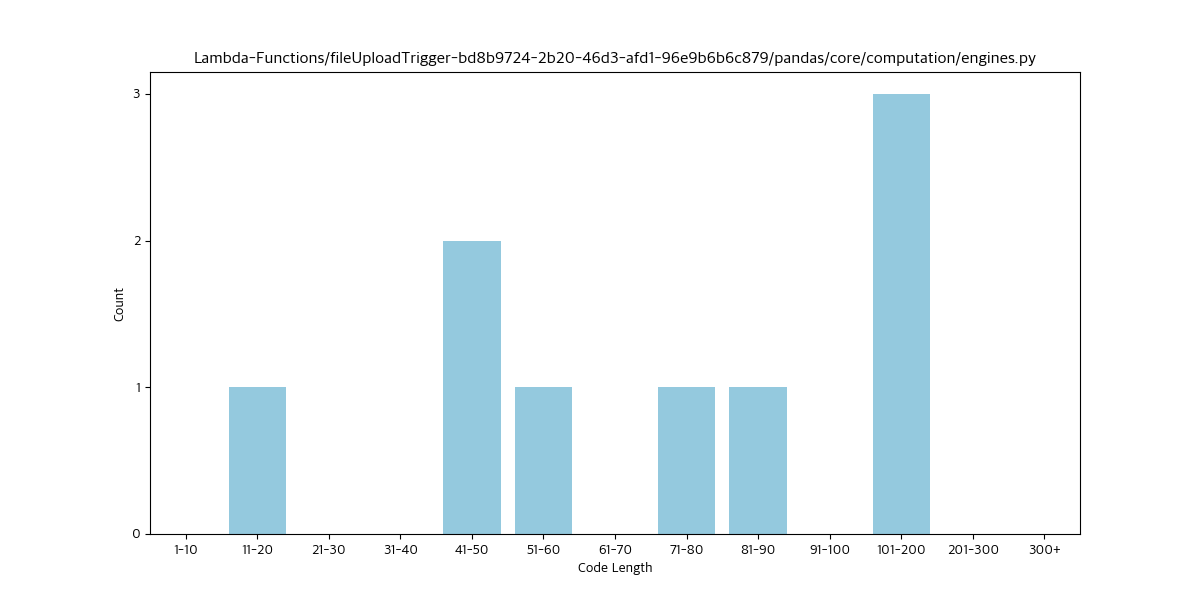 Lambda-Functions/fileUploadTrigger-bd8b9724-2b20-46d3-afd1-96e9b6b6c879/pandas/core/computation/engines.py
3
2
1
0
Count
1-10 11-20 21-30 31-40 41-50 51-60 61-70 71-80 81-90 91-100 101-200 201-300 300+
Code Length